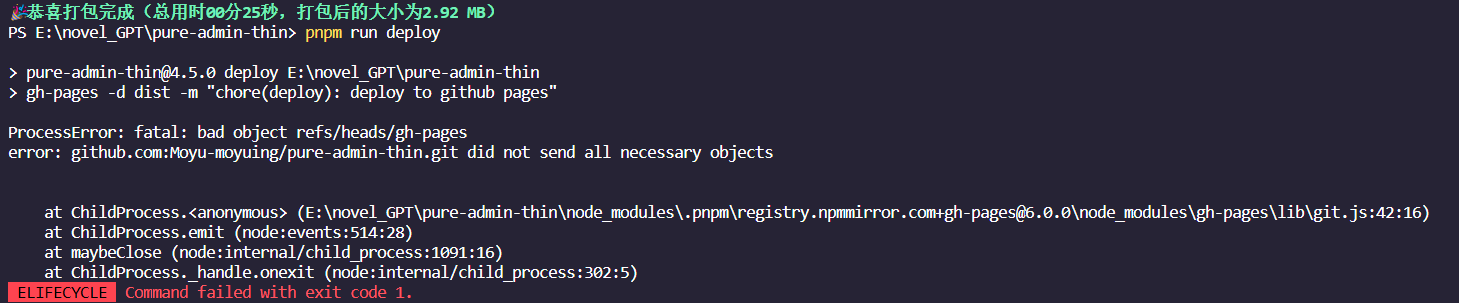 🎉恭喜打包完成（总用时00分25秒，打包后的大小为2.92 MB）
PS E:\novel_GPT\pure-admin-thin> pnpm run deploy
> pure-admin-thin@4.5.0 deploy E:\novel_GPT\pure-admin-thin
> gh-pages -d dist -m "chore(deploy): deploy to github pages"
ProcessError: fatal: bad object refs/heads/gh-pages
error: github.com:Moyu-moyuing/pure-admin-thin.git did not send all necessary objects
at ChildProcess.<anonymous> (E:\novel_GPT\pure-admin-thin\node_modules\.pnpm\registry.npmmirror.com+gh-pages@6.0.0\node_modules\gh-pages\lib\git.js:42:16)
at ChildProcess.emit (node:events:514:28)
at maybeClose (node:internal/child_process:1091:16)
at ChildProcess._handle.onexit (node:internal/child_process:302:5)
ELIFECYCLE Command failed with exit code 1.